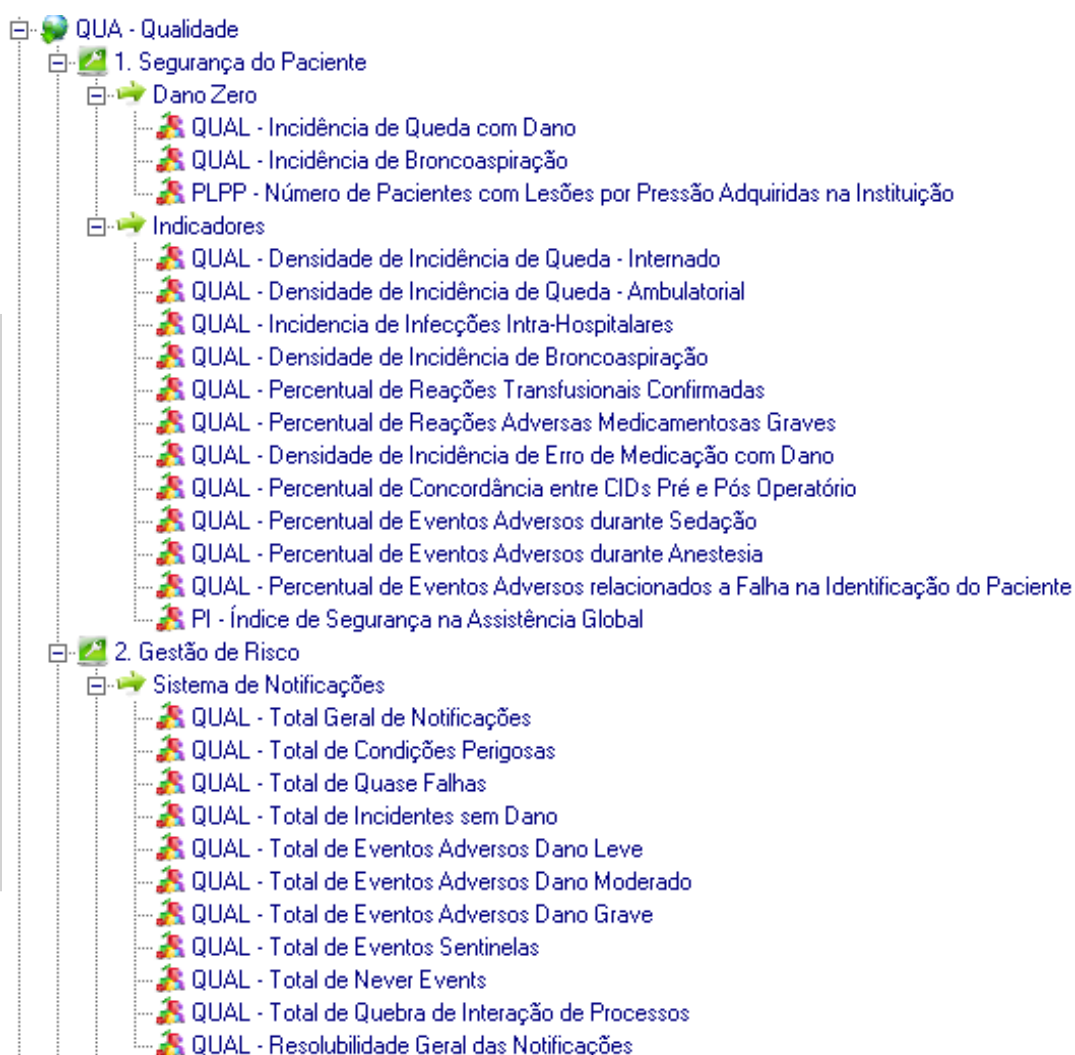 QUA - Qualidade
1. Segurança do Paciente
Dano Zero
QUAL - Incidência de Queda com Dano
QUAL - Incidência de Broncoaspiração
PLPP - Número de Pacientes com Lesões por Pressão Adquiridas na Instituição
Indicadores
QUAL - Densidade de Incidência de Queda - Internado
QUAL - Densidade de Incidência de Queda - Ambulatorial
QUAL - Incidencia de Infecções Intra-Hospitalares
QUAL - Densidade de Incidência de Broncoaspiração
QUAL - Percentual de Reações Transfusionais Confirmadas
QUAL - Percentual de Reações Adversas Medicamentosas Graves
QUAL - Densidade de Incidência de Erro de Medicação com Dano
QUAL - Percentual de Concordância entre CIDs Pré e Pós Operatório
QUAL - Percentual de Eventos Adversos durante Sedação
QUAL - Percentual de Eventos Adversos durante Anestesia
QUAL - Percentual de Eventos Adversos relacionados a Falha na Identificação do Paciente
PI - Índice de Segurança na Assistência Global
2. Gestão de Risco
Sistema de Notificações
QUAL - Total Geral de Notificações
QUAL - Total de Condições Perigosas
QUAL - Total de Quase Falhas
QUAL - Total de Incidentes sem Dano
QUAL - Total de Eventos Adversos Dano Leve
QUAL - Total de Eventos Adversos Dano Moderado
QUAL - Total de Eventos Adversos Dano Grave
QUAL - Total de Eventos Sentinelas
QUAL - Total de Never Events
QUAL - Total de Quebra de Interação de Processos
QUAL - Resolubilidade Geral das Notificações